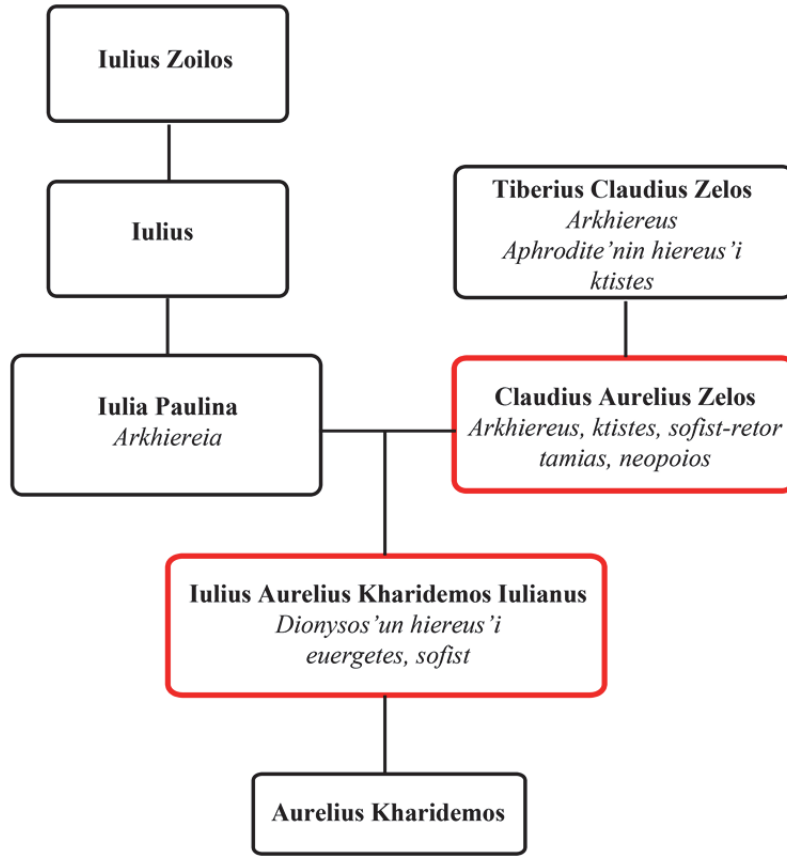 Iulius Zoilos
Iulius
Iulia Paulina
Arkhiereia
Tiberius Claudius Zelos
Arkhiereus
Aphrodite’nin hiereus’i
ktistes
Claudius Aurelius Zelos
Arkhiereus, ktistes, sofist-retor
tamias, neopoios
Iulius Aurelius Kharidemos Iulianus
Dionysos’un hiereus’i
euergetes, sofist
Aurelius Kharidemos